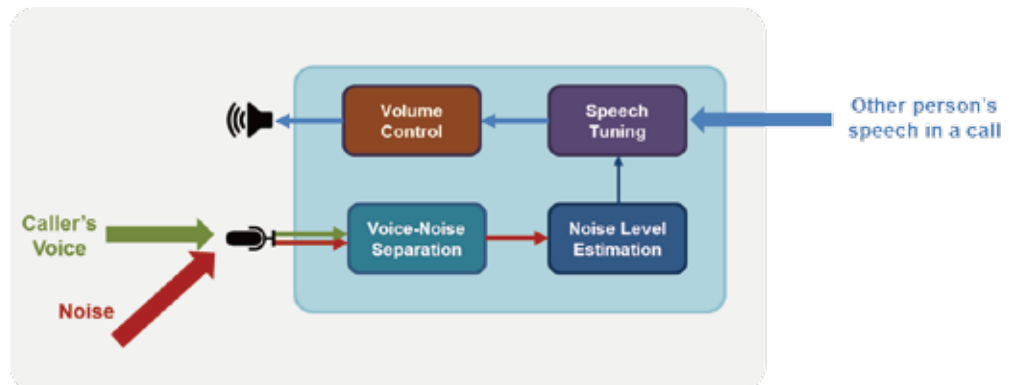 Volume
Control
Speech
Tuning
Other person's
speech in a call
Caller's
Voice
Voice-Noise
Separation
Noise Level
Estimation
Noise